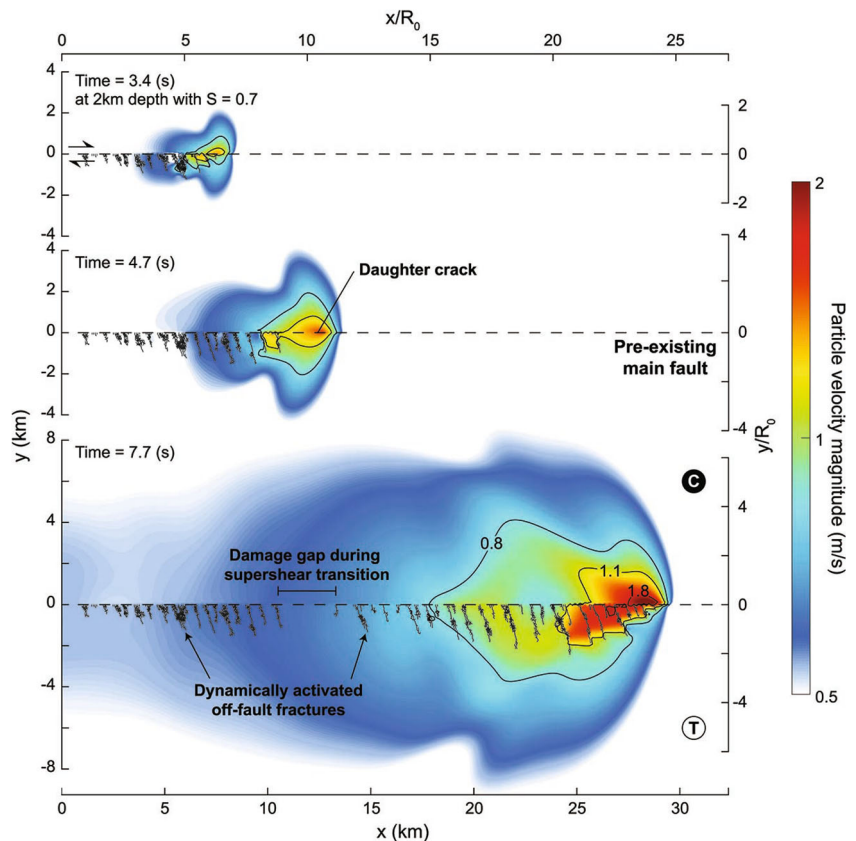 x/R0
0 5 10 15 20 25
Time = 3.4 (s)
at 2km depth with S = 0.7
4
2
0
-2
-4
2
0
-2
Time = 4.7 (s)
Daughter crack
Pre-existing
main fault
4
2
0
-2
-4
4
2
0
-2
-4
y (km)
y/R0
Time = 7.7 (s)
C
0.8
1.1
1.8
Damage gap during
supershear transition
Dynamically activated
off-fault fractures
T
8
4
0
-4
-8
4
0
-4
0 5 10 15 20 25 30
x (km)
2
1
0.5
Particle velocity magnitude (m/s)